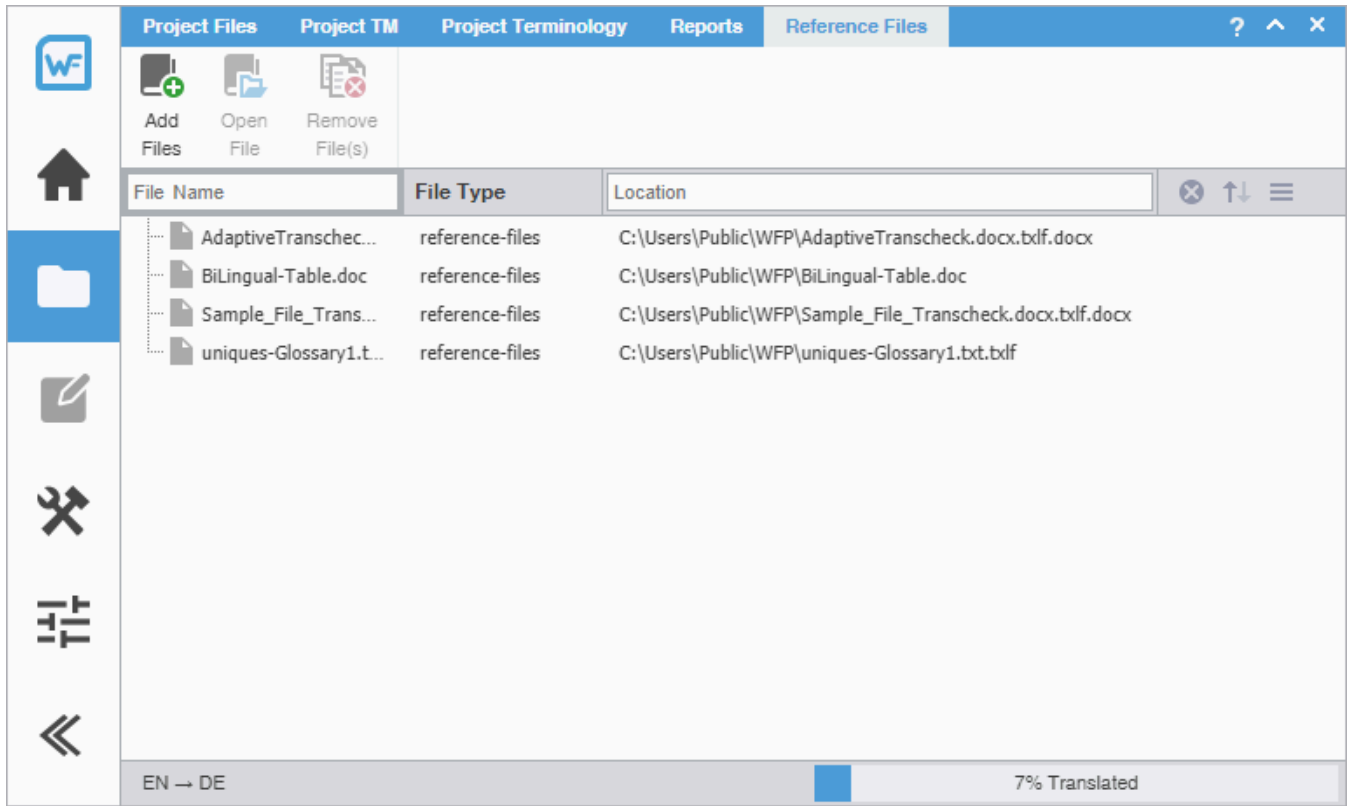 WF
Project Files Project TM Project Terminology Reports Reference Files ?
Add Files
Open File
Remove File(s)
File Name File Type Location
AdaptiveTranschec... reference-files C:\Users\Public\WFP\AdaptiveTranscheck.docx.txlf.docx
BiLingual-Table.doc reference-files C:\Users\Public\WFP\BiLingual-Table.doc
Sample_File_Trans... reference-files C:\Users\Public\WFP\Sample_File_Transcheck.docx.txlf.docx
uniques-Glossary1.t... reference-files C:\Users\Public\WFP\uniques-Glossary1.txt.txlf
EN → DE 7% Translated